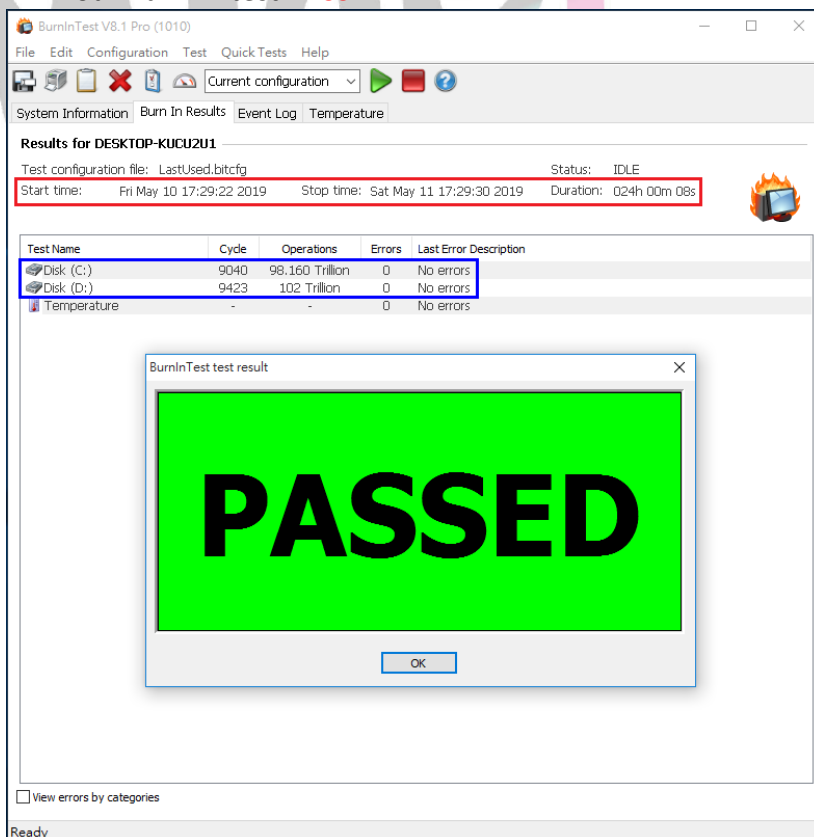 BurnInTest V8.1 Pro (1010)
File Edit Configuration Test Quick Tests Help
Current configuration
System Information Burn In Results Event Log Temperature
Results for DESKTOP-KUCU2U1
Test configuration file: LastUsed.bitcfg Status: IDLE
Start time: Fri May 10 17:29:22 2019 Stop time: Sat May 11 17:29:30 2019 Duration: 024h 00m 08s
Test Name Cycle Operations Errors Last Error Description
Disk (C:) 9040 98.160 Trillion 0 No errors
Disk (D:) 9423 102 Trillion 0 No errors
Temperature - - 0 No errors
BurnInTest test result
PASSED
OK
View errors by categories
Ready